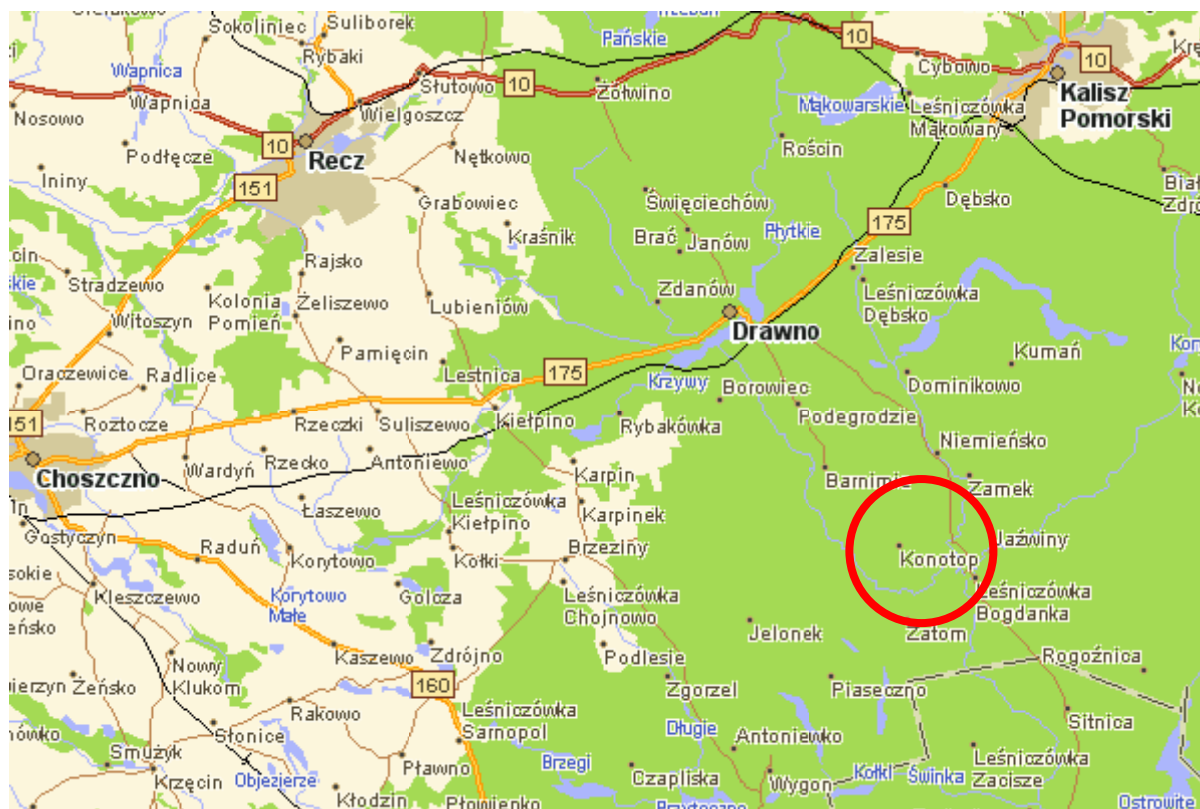 Suliborek
Sokoliniec
Rybaki
Pańskie
10
Cybowo
10
Wapnica
Wapnica
Słutowo
10
Żółwino
Kalisz
Pomorski
Nosowo
Wielgoszcz
Mąkowarskie
Leśniczówka
Mąkowary
10
Recz
Podłęcze
Nętkowo
Rościn
Ininy
151
Grabowiec
Święciechów
Dębsko
Kraśnik
Brać
Janów
Płytkie
175
Rajsko
Zalesie
Stradzewo
Kolonia
Pomień
Żeliszewo
Lubieniów
Zdanów
Leśniczówka
Dębsko
Witoszyn
Drawno
Pamięcin
Kumań
Oraczewice
Radlice
Lestnica
175
Krzywy
Borowiec
Dominikowo
151
Roztocze
Rzeczki
Suliszewo
Kiełpino
Rybakówka
Podegrodzie
Niemieńsko
Choszczno
Wardyń
Rzecko
Antoniewo
Karpin
Zamek
Łaszewo
Leśniczówka
Kiełpino
Karpinek
Gostyczyn
Jaźwiny
Raduń
Korytowo
Kołki
Brzeziny
Konotop
Kleszczewo
Korytowo
Małe
Golcza
Leśniczówka
Chojnowo
Leśniczówka
Bogdanka
Jelonek
Zatom
Nowy
Klukom
Kaszewo
Zdrójno
Podlesie
Rogoźnica
Żeńsko
160
Zgorzel
Piaseczno
Rakowo
Leśniczówka
Sarnopol
Długie
Sitnica
Słonice
Antoniewko
Smużyk
Leśniczówka
Zacisze
Krzęcin
Objezierze
Pławno
Brzegi
Czapliska
Wygon
Kołki
Świnka
Kłodzin
Płowienko
Ostrowite